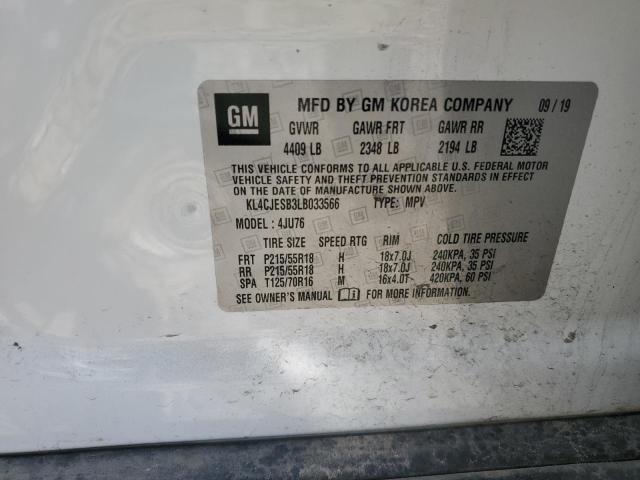 GM
MFD BY GM KOREA COMPANY 09/19
GVWR GAWR FRT GAWR RR
4409 LB 2348 LB 2194 LB
THIS VEHICLE CONFORMS TO ALL APPLICABLE U.S. FEDERAL MOTOR
VEHICLE SAFETY AND THEFT PREVENTION STANDARDS IN EFFECT ON
THE DATE OF MANUFACTURE SHOWN ABOVE.
KL4CJESB3LB033566 TYPE: MPV
MODEL : 4JU76
TIRE SIZE SPEED RTG RIM COLD TIRE PRESSURE
FRT P215/55R18 H 18x7.0J 240KPA, 35 PSI
RR P215/55R18 H 18x7.0J 240KPA, 35 PSI
SPA T125/70R16 M 16x4.0T 420KPA, 60 PSI
SEE OWNER'S MANUAL FOR MORE INFORMATION.